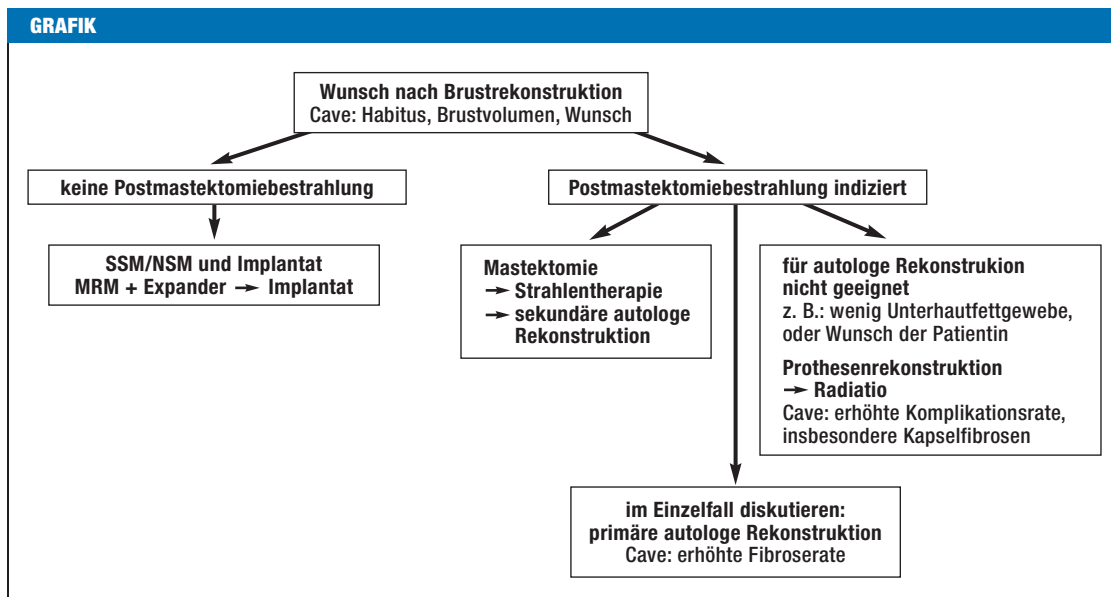 GRAFIK
Wunsch nach Brustrekonstruktion
Cave: Habitus, Brustvolumen, Wunsch
keine Postmastektomiebestrahlung
Postmastektomiebestrahlung indiziert
SSM/NSM und Implantat
MRM + Expander → Implantat
Mastektomie
→ Strahlentherapie
→ sekundäre autologe
Rekonstruktion
für autologe Rekonstrukion
nicht geeignet
z. B.: wenig Unterhautfettgewebe,
oder Wunsch der Patientin
Prothesenrekonstruktion
→ Radiatio
Cave: erhöhte Komplikationsrate,
insbesondere Kapselfibrosen
im Einzelfall diskutieren:
primäre autologe Rekonstruktion
Cave: erhöhte Fibroserate